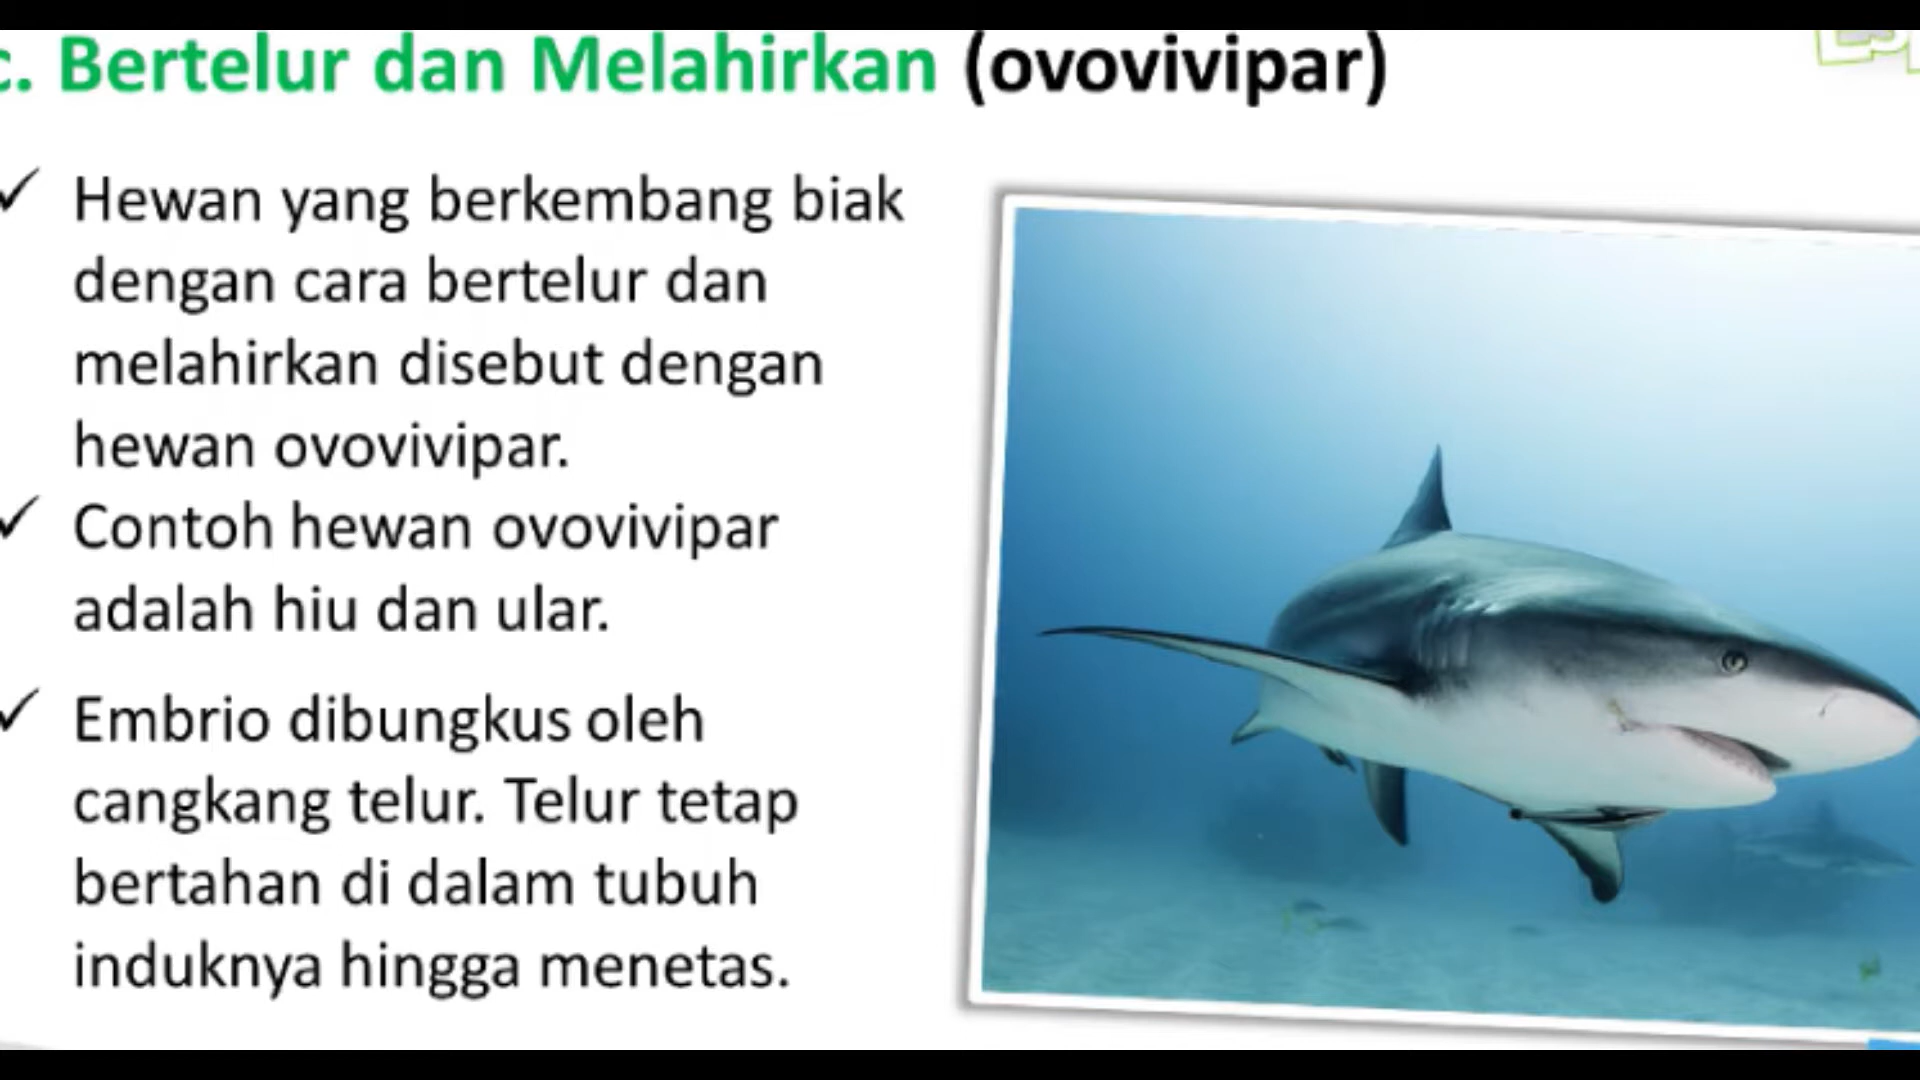 c. Bertelur dan Melahirkan (ovovivipar)
✓ Hewan yang berkembang biak
dengan cara bertelur dan
melahirkan disebut dengan
hewan ovovivipar.
✓ Contoh hewan ovovivipar
adalah hiu dan ular.
✓ Embrio dibungkus oleh
cangkang telur. Telur tetap
bertahan di dalam tubuh
induknya hingga menetas.